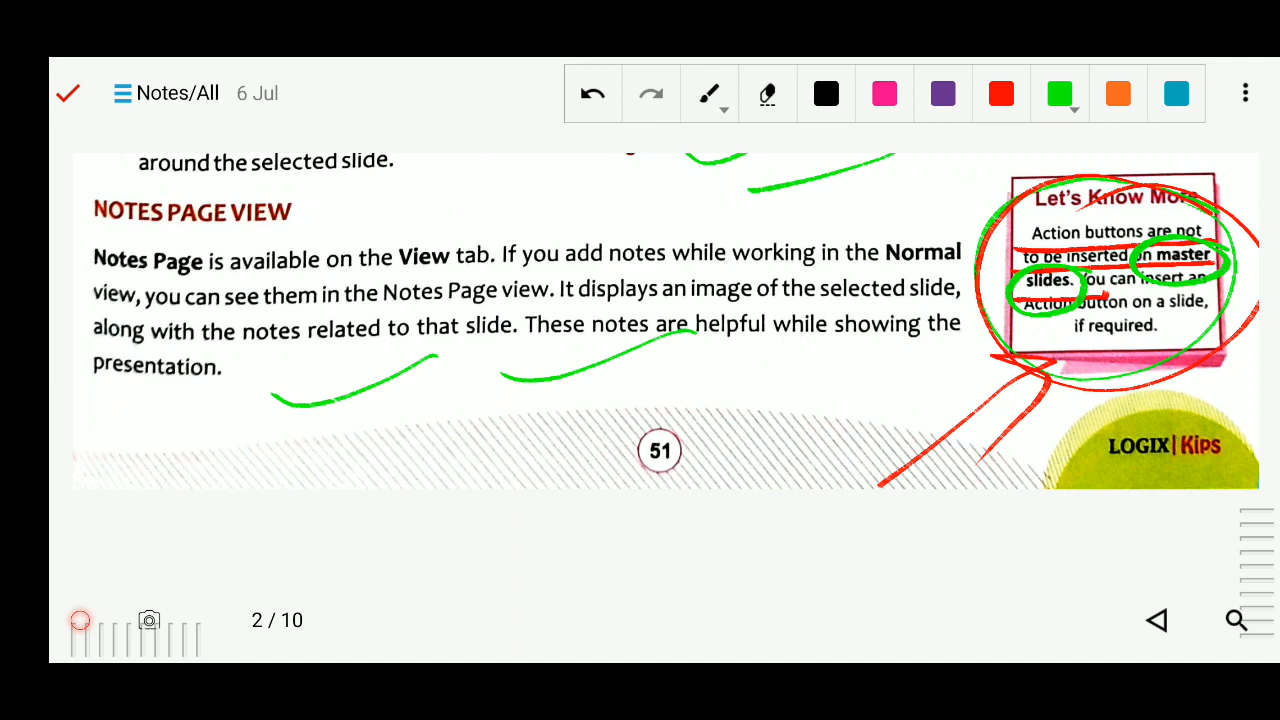 Notes/All 6 Jul
around the selected slide.
NOTES PAGE VIEW
Notes Page is available on the View tab. If you add notes while working in the Normal
view, you can see them in the Notes Page view. It displays an image of the selected slide,
along with the notes related to that slide. These notes are helpful while showing the
presentation.
Let's Know More
Action buttons are not
to be inserted on master
slides. You can insert an
Action button on a slide,
if required.
51
LOGIX|Kips
2 / 10